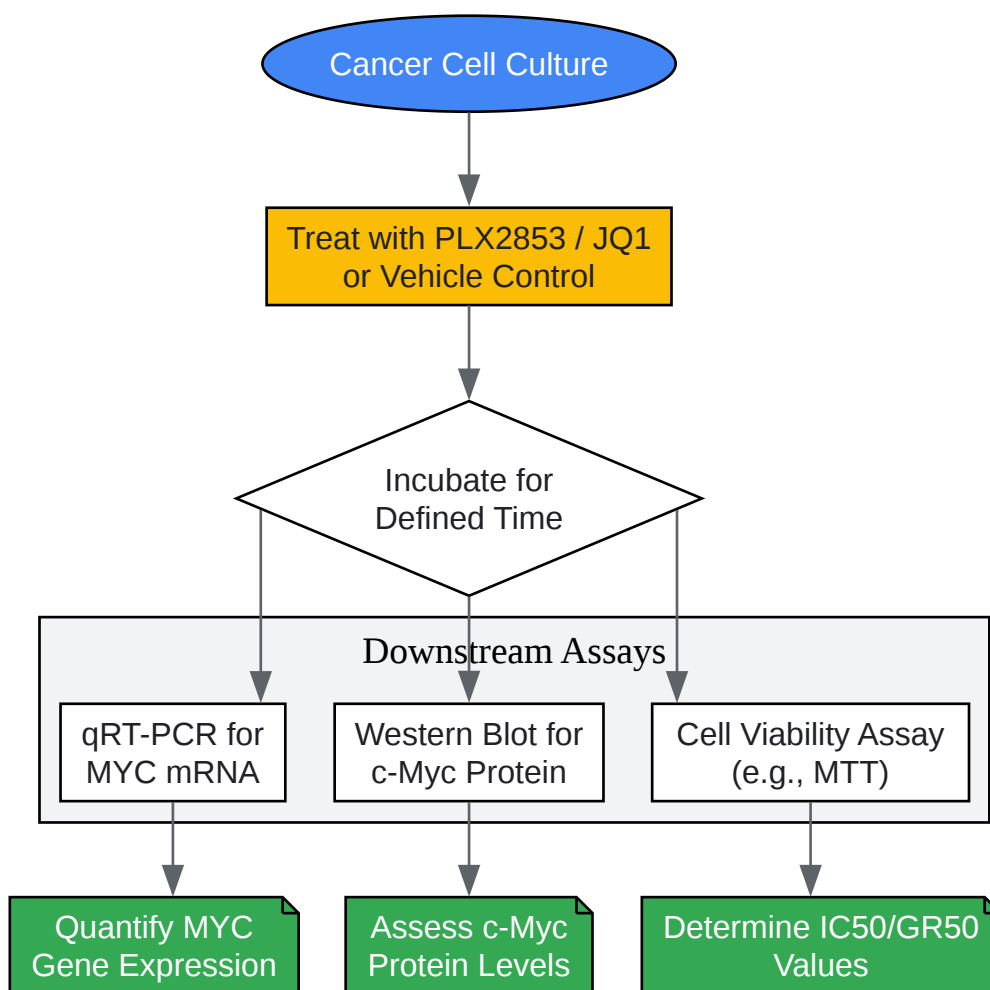 Cancer Cell Culture
Treat with PLX2853 / JQ1
or Vehicle Control
Incubate for
Defined Time
Downstream Assays
qRT-PCR for
MYC mRNA
Western Blot for
c-Myc Protein
Cell Viability Assay
(e.g., MTT)
Quantify MYC
Gene Expression
Assess c-Myc
Protein Levels
Determine IC50/GR50
Values